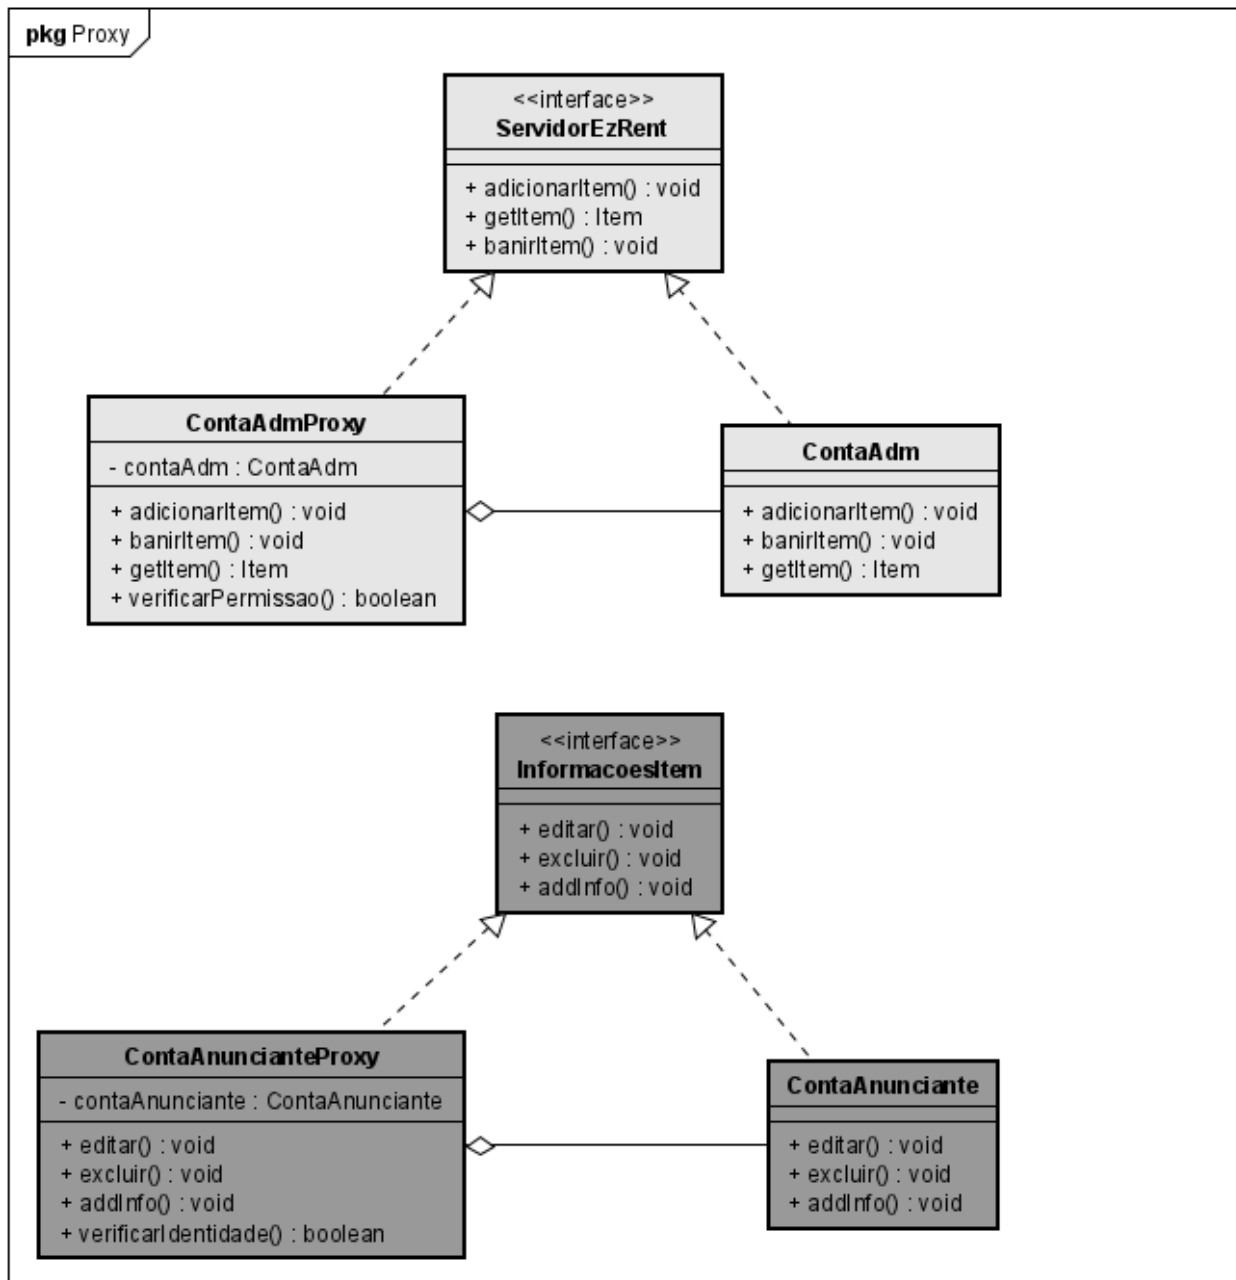 pkg Proxy
<<interface>>
ServidorEzRent
+ adicionarItem() : void
+ getItem() : Item
+ banirItem() : void
ContaAdmProxy
- contaAdm : ContaAdm
+ adicionarItem() : void
+ banirItem() : void
+ getItem() : Item
+ verificarPermissao() : boolean
ContaAdm
+ adicionarItem() : void
+ banirItem() : void
+ getItem() : Item
<<interface>>
InformacoesItem
+ editar() : void
+ excluir() : void
+ addInfo() : void
ContaAnuncianteProxy
- contaAnunciante : ContaAnunciante
+ editar() : void
+ excluir() : void
+ addInfo() : void
+ verificarIdentidade() : boolean
ContaAnunciante
+ editar() : void
+ excluir() : void
+ addInfo() : void